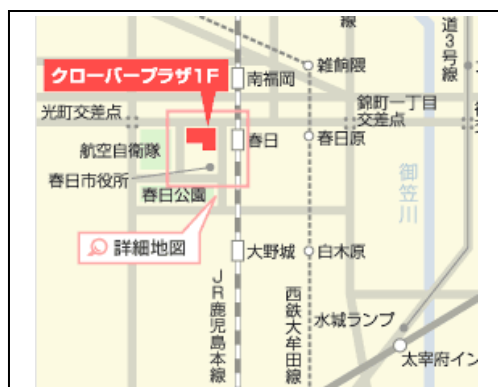 線
道3号線
雑餉隈
クローバープラザ1F
南福岡
光町交差点
錦町一丁目
交差点
航空自衛隊
春日
春日原
春日市役所
春日公園
御笠川
詳細地図
大野城
白木原
JR鹿児島本線
西鉄大牟田線
水城ランプ
太宰府イン